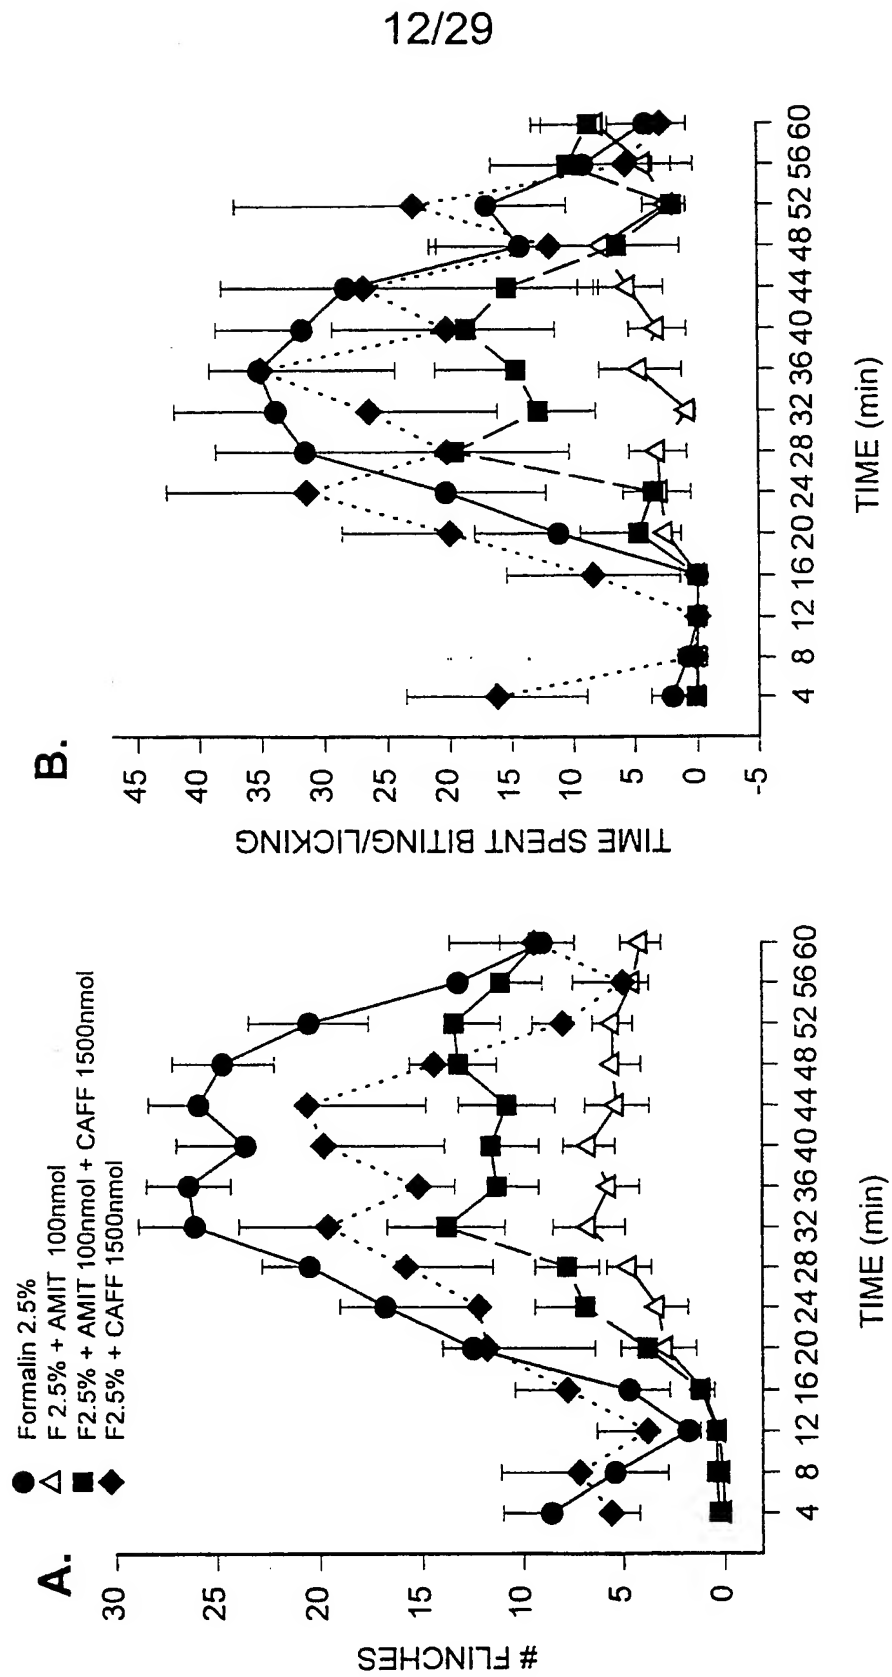 12/29
A.
Formalin 2.5%
F 2.5% + AMIT 100nmol
F2.5% + AMIT 100nmol + CAFF 1500nmol
F2.5% + CAFF 1500nmol
# FLINCHES
30
25
20
15
10
5
0
4 8 12 16 20 24 28 32 36 40 44 48 52 56 60
TIME (min)
B.
TIME SPENT BITING/LICKING
45
40
35
30
25
20
15
10
5
0
-5
4 8 12 16 20 24 28 32 36 40 44 48 52 56 60
TIME (min)